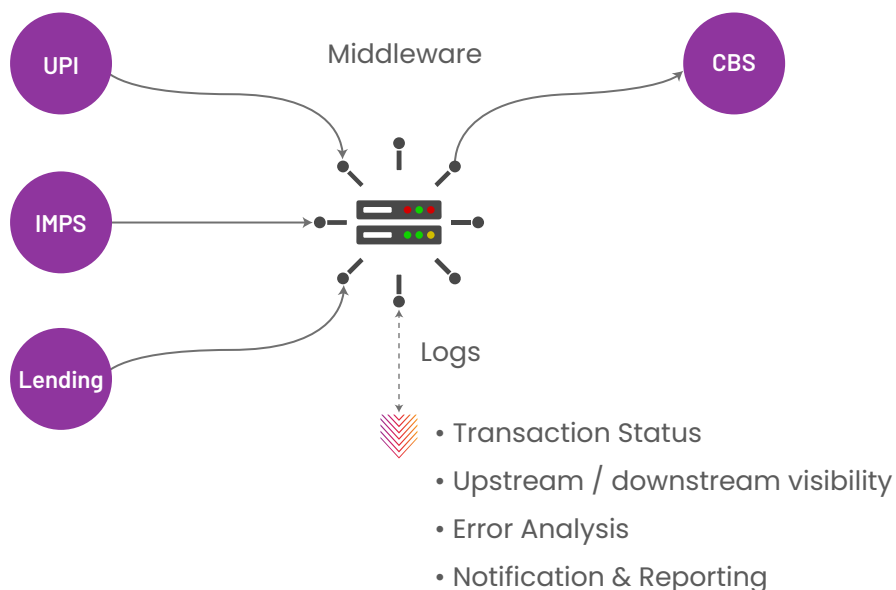 UPI
Middleware
CBS
IMPS
Lending
Logs
• Transaction Status
• Upstream / downstream visibility
• Error Analysis
• Notification & Reporting